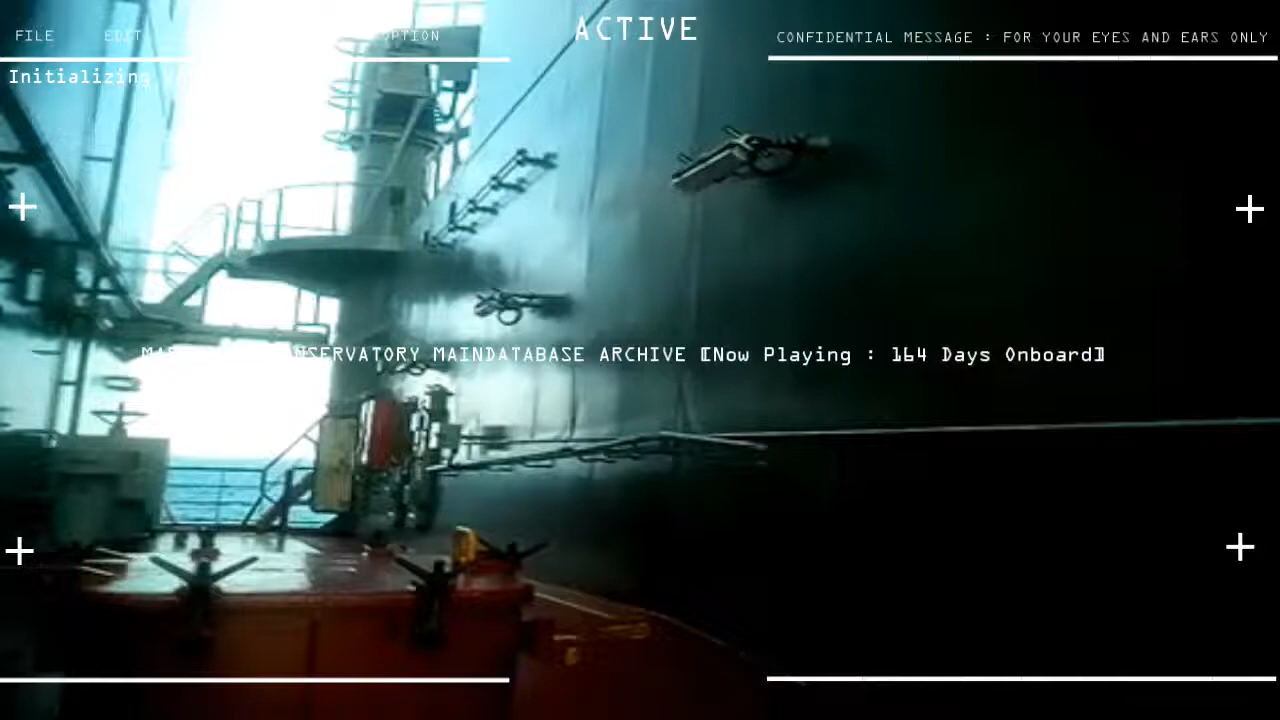 ACTIVE
FILE EDIT OPTION
CONFIDENTIAL MESSAGE : FOR YOUR EYES AND EARS ONLY
Initializing
MAINDATABASE ARCHIVE [Now Playing : 164 Days Onboard]